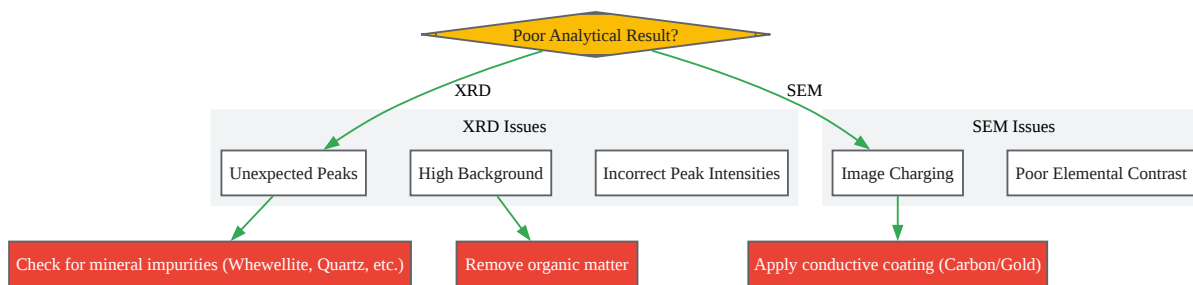 Poor Analytical Result?
XRD
SEM
XRD Issues
SEM Issues
Unexpected Peaks
High Background
Incorrect Peak Intensities
Image Charging
Poor Elemental Contrast
Check for mineral impurities (Whewellite, Quartz, etc.)
Remove organic matter
Apply conductive coating (Carbon/Gold)